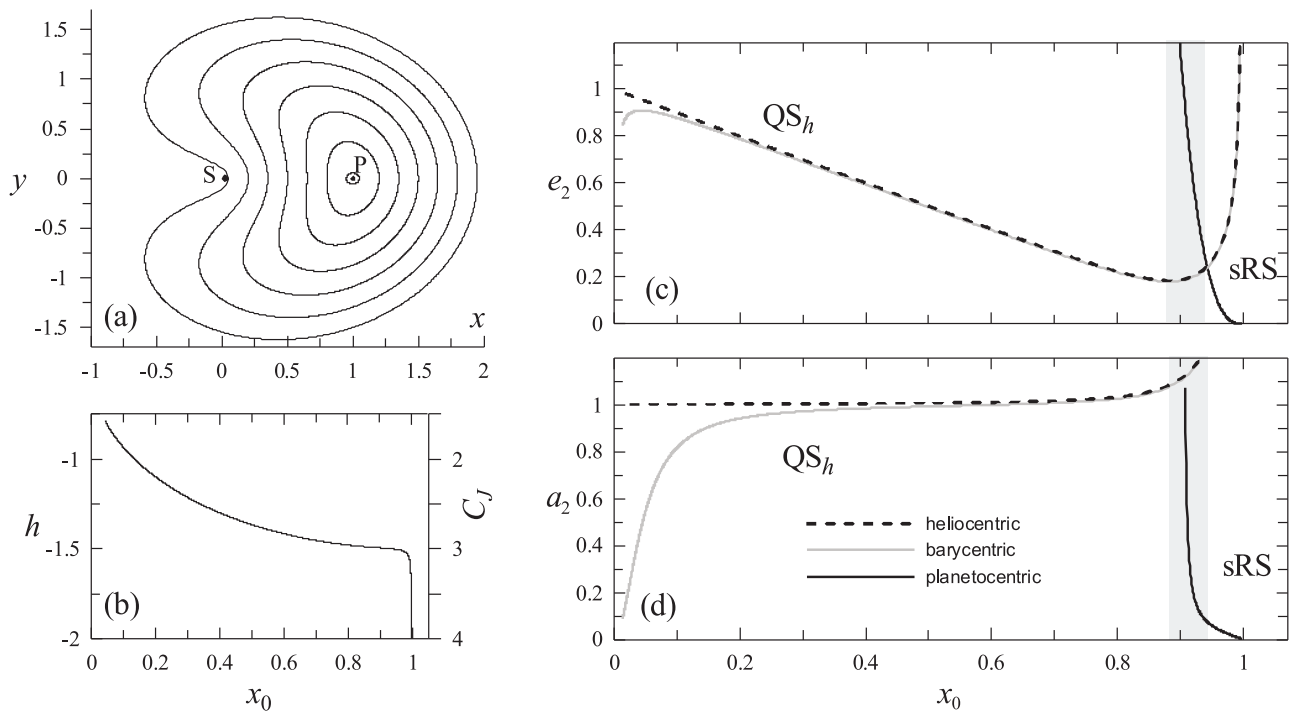 1.5
1
0.5
0
-0.5
-1
-1.5
y
S
P
(a)
x
-1 -0.5 0 0.5 1 1.5 2
-1
-1.5
-2
h
(b)
2
3
4
C_J
0 0.2 0.4 0.6 0.8 1
x_0
1
0.8
0.6
0.4
0.2
0
e_2
QS_h
sRS
(c)
1
0.8
0.6
0.4
0.2
0
a_2
QS_h
heliocentric
barycentric
planetocentric
sRS
(d)
0 0.2 0.4 0.6 0.8 1
x_0